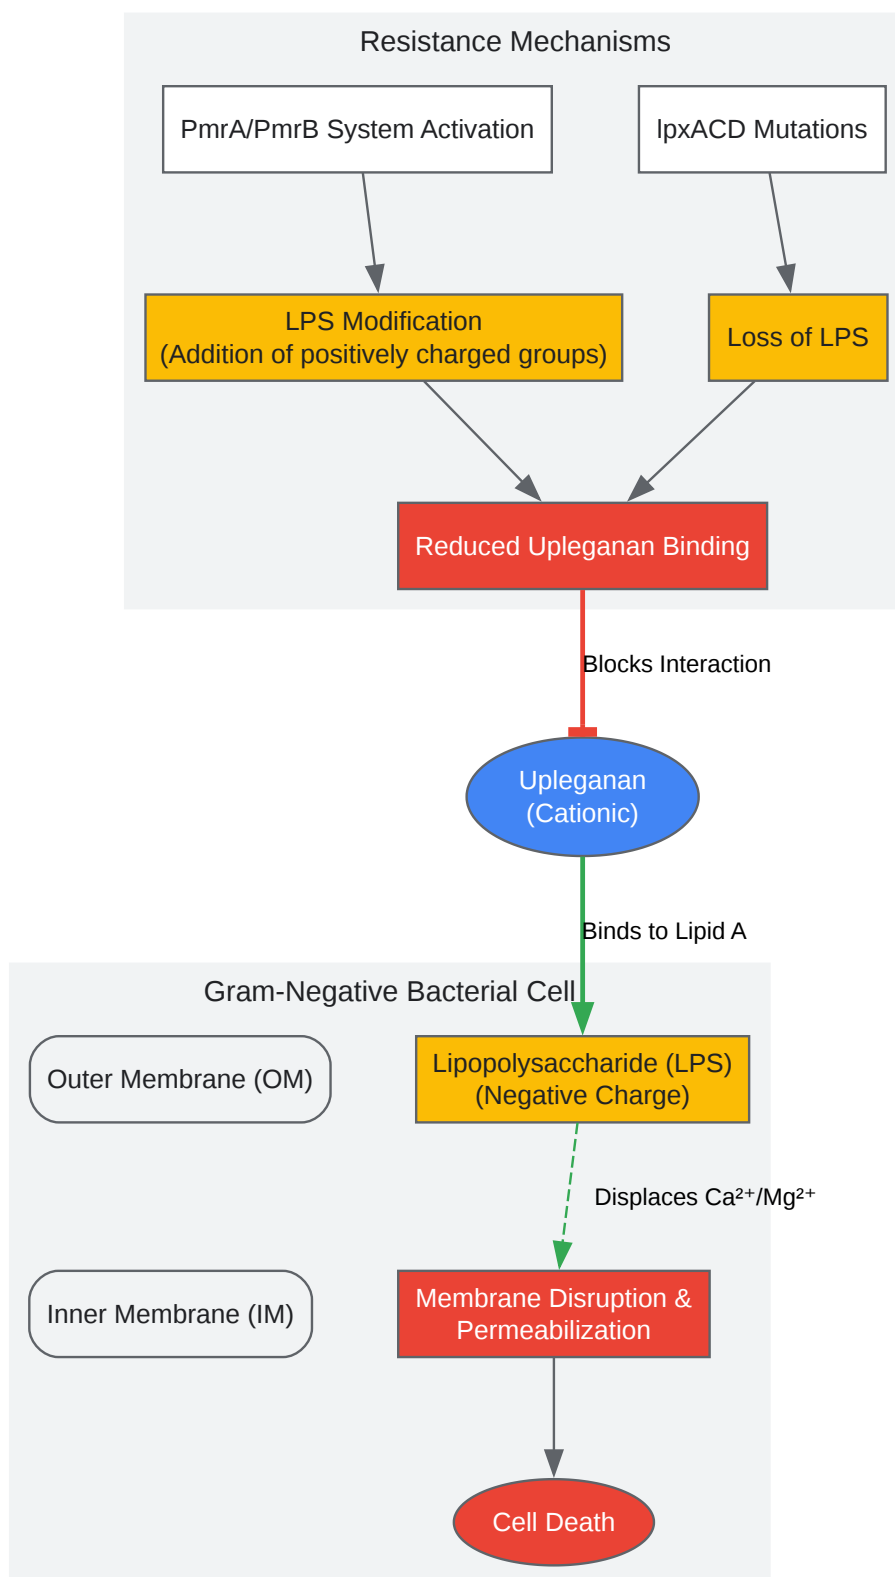 Resistance Mechanisms
PmrA/PmrB System Activation
lpxACD Mutations
LPS Modification
(Addition of positively charged groups)
Loss of LPS
Reduced Upleganan Binding
Blocks Interaction
Upleganan
(Cationic)
Binds to Lipid A
Gram-Negative Bacterial Cell
Outer Membrane (OM)
Lipopolysaccharide (LPS)
(Negative Charge)
Displaces Ca²⁺/Mg²⁺
Inner Membrane (IM)
Membrane Disruption &
Permeabilization
Cell Death